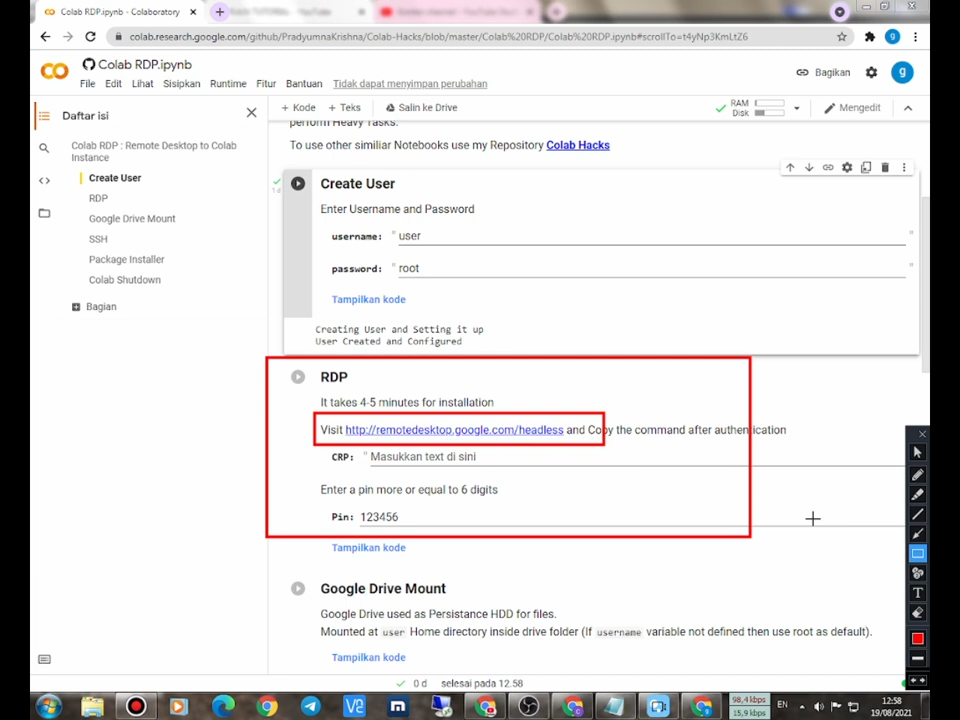 Colab RDP.ipynb - Colaboratory
colab.research.google.com/github/PradyumnaKrishna/Colab-Hacks/blob/master/Colab%20RDP/Colab%20RDP.ipynb#scrollTo=t4yNp3KmLtZ6
g
Colab RDP.ipynb
Bagikan
g
File Edit Lihat Sisipkan Runtime Fitur Bantuan Tidak dapat menyimpan perubahan
Daftar isi
+ Kode + Teks Salin ke Drive
RAM
Disk
Mengedit
Colab RDP : Remote Desktop to Colab
Instance
Create User
RDP
Google Drive Mount
SSH
Package Installer
Colab Shutdown
Bagian
perform Heavy Tasks.
To use other similiar Notebooks use my Repository Colab Hacks
Create User
Enter Username and Password
username: "user"
password: "root"
Tampilkan kode
Creating User and Setting it up
User Created and Configured
RDP
It takes 4-5 minutes for installation
Visit http://remotedesktop.google.com/headless and Copy the command after authentication
CRP: "Masukkan text di sini
Enter a pin more or equal to 6 digits
Pin: 123456
Tampilkan kode
Google Drive Mount
Google Drive used as Persistance HDD for files.
Mounted at user Home directory inside drive folder (If username variable not defined then use root as default).
Tampilkan kode
0 d selesai pada 12.58
98,4 kbps
15,9 kbps
EN
12:58
19/08/2021